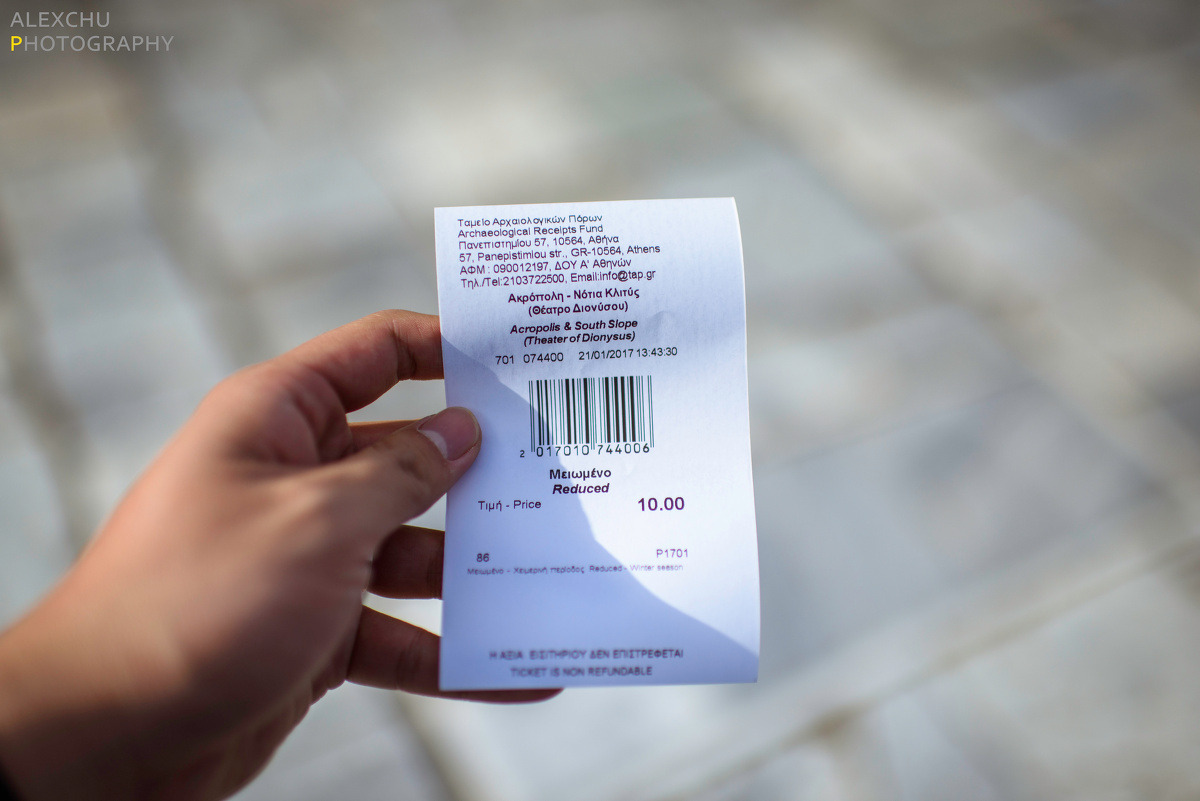 ALEXCHU
PHOTOGRAPHY
Ταμείο Αρχαιολογικών Πόρων
Archaeological Receipts Fund
Πανεπιστημίου 57, 10564, Αθήνα
57, Panepistimiou str., GR-10564, Athens
ΑΦΜ : 090012197, ΔΟΥ Α' Αθηνών
Τηλ./Tel:2103722500, Email:info@tap.gr
Ακρόπολη - Νότια Κλιτύς
(Θέατρο Διονύσου)
Acropolis & South Slope
(Theater of Dionysus)
701 074400 21/01/2017 13:43:30
2 017010 744006
Μειωμένο
Reduced
Τιμή - Price 10.00
86 P1701
Μειωμένο - Χειμερινή περίοδος Reduced - Winter season
Η ΑΞΙΑ ΕΙΣΙΤΗΡΙΟΥ ΔΕΝ ΕΠΙΣΤΡΕΦΕΤΑΙ
TICKET IS NON REFUNDABLE